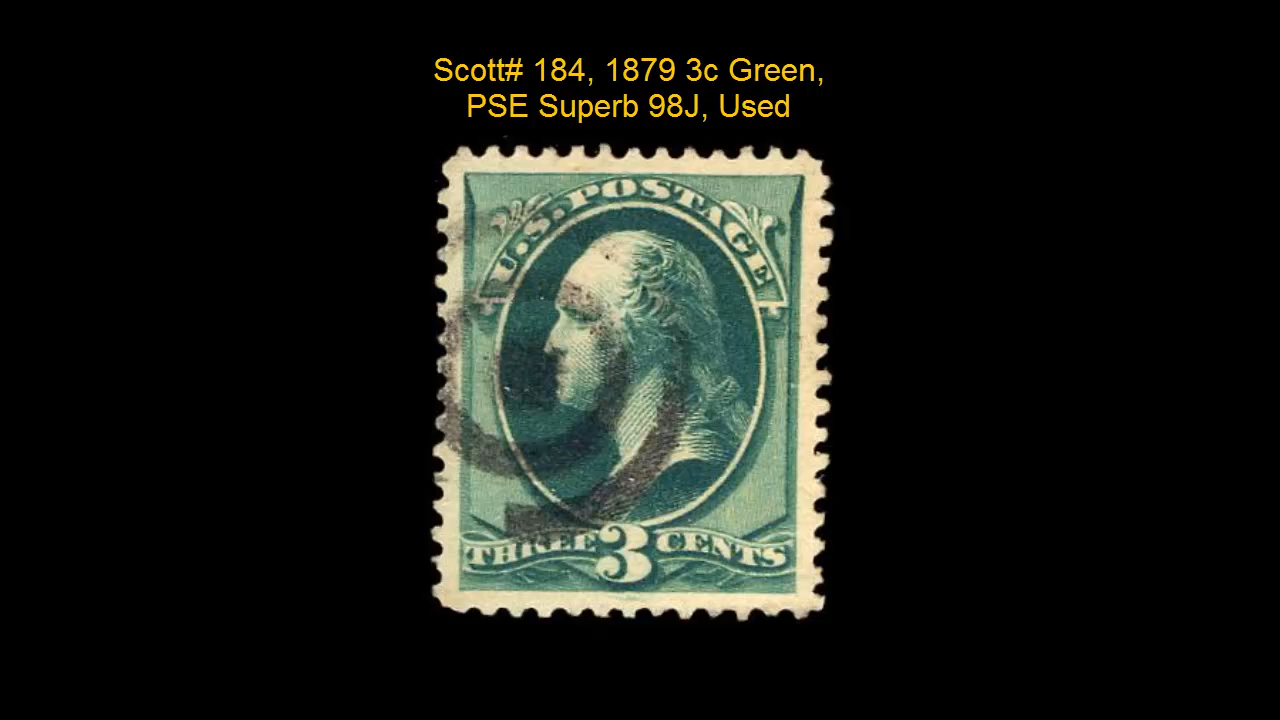 Scott# 184, 1879 3c Green,
PSE Superb 98J, Used
U.S. POSTAGE
THREE 3 CENTS